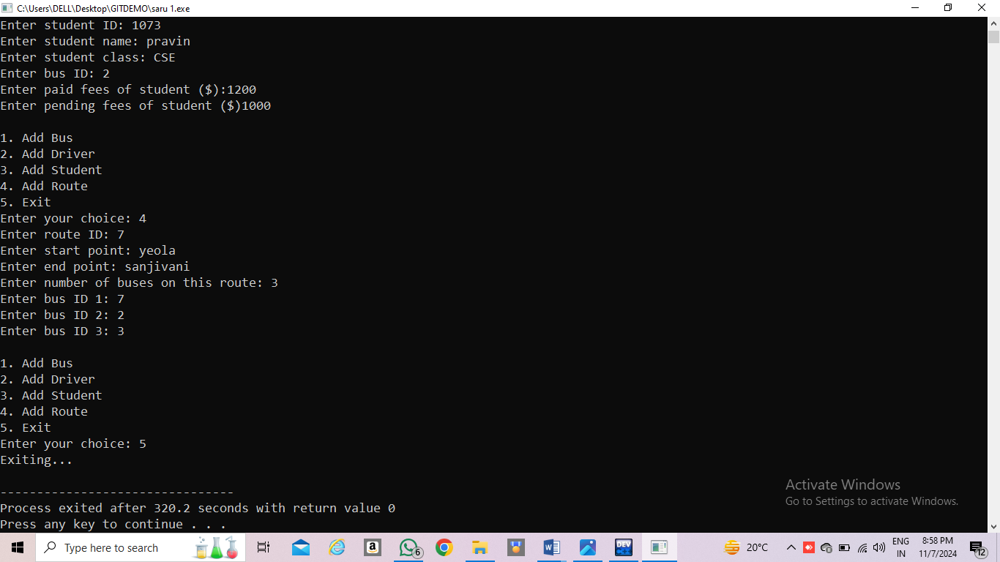 C:\Users\DELL\Desktop\GITDEMO\saru 1.exe
Enter student ID: 1073
Enter student name: pravin
Enter student class: CSE
Enter bus ID: 2
Enter paid fees of student ($):1200
Enter pending fees of student ($)1000
1. Add Bus
2. Add Driver
3. Add Student
4. Add Route
5. Exit
Enter your choice: 4
Enter route ID: 7
Enter start point: yeola
Enter end point: sanjivani
Enter number of buses on this route: 3
Enter bus ID 1: 7
Enter bus ID 2: 2
Enter bus ID 3: 3
1. Add Bus
2. Add Driver
3. Add Student
4. Add Route
5. Exit
Enter your choice: 5
Exiting...
--------------------------------
Process exited after 320.2 seconds with return value 0
Press any key to continue . . .
Activate Windows
Go to Settings to activate Windows.
Type here to search
a
6
W
DEV
20°C
ENG
IN
8:58 PM
11/7/2024
12